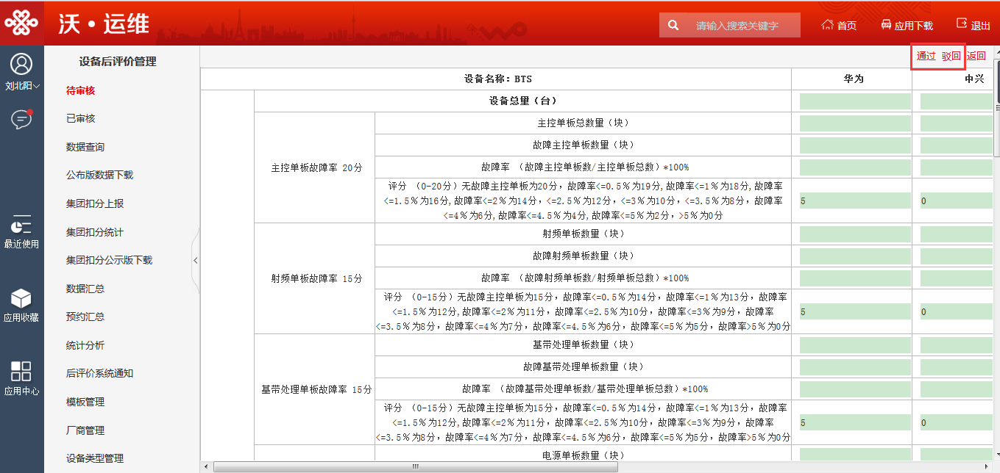 沃·运维
请输入搜索关键字
首页
应用下载
退出
刘北阳
最近使用
应用收藏
应用中心
设备后评价管理
待审核
已审核
数据查询
公布版数据下载
集团扣分上报
集团扣分统计
集团扣分公示版下载
数据汇总
预约汇总
统计分析
后评价系统通知
模板管理
厂商管理
设备类型管理
通过 驳回 返回
设备名称：BTS 华为 中兴
设备总量（台）
主控单板故障率 20分
主控单板总数量（块）
故障主控单板数量（块）
故障率 （故障主控单板数/主控单板总数）*100%
评分 （0-20分）无故障主控单板为20分，故障率<=0.5％为19分,故障率<=1％为18分,故障率
<=1.5％为16分,故障率<=2％为14分，<=2.5％为12分，<=3％为10分，<=3.5％为8分，故障率
<=4％为6分,故障率<=4.5％为4分,故障率<=5％为2分，>5％为0分
5 0
射频单板故障率 15分
射频单板数量（块）
故障射频单板数量（块）
故障率 （故障射频单板数/射频单板总数）*100%
评分 （0-15分）无故障主控单板为15分，故障率<=0.5％为14分，故障率<=1％为13分，故障率
<=1.5％为12分,故障率<=2％为11分，故障率<=2.5％为10分，故障率<=3％为9分，故障率
<=3.5％为8分，故障率<=4％为7分，故障率<=4.5％为6分，故障率<=5％为5分，故障率>5％为0分
5 0
基带处理单板故障率 15分
基带处理单板数量（块）
故障基带处理单板数量（块）
故障率 （故障基带处理单板数/基带处理单板总数）*100%
评分 （0-15分）无故障主控单板为15分，故障率<=0.5％为14分，故障率<=1％为13分，故障率
<=1.5％为12分,故障率<=2％为11分，故障率<=2.5％为10分，故障率<=3％为9分，故障率
<=3.5％为8分，故障率<=4％为7分，故障率<=4.5％为6分，故障率<=5％为5分，故障率>5％为0分
5 0
电源单板数量（块）